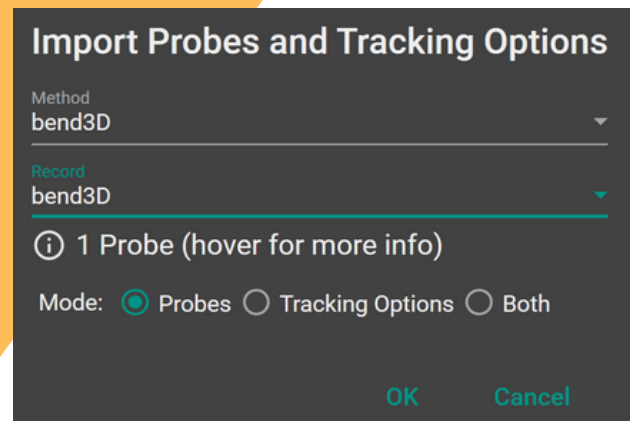 Import Probes and Tracking Options
Method
bend3D
Record
bend3D
1 Probe (hover for more info)
Mode: Probes Tracking Options Both
OK Cancel